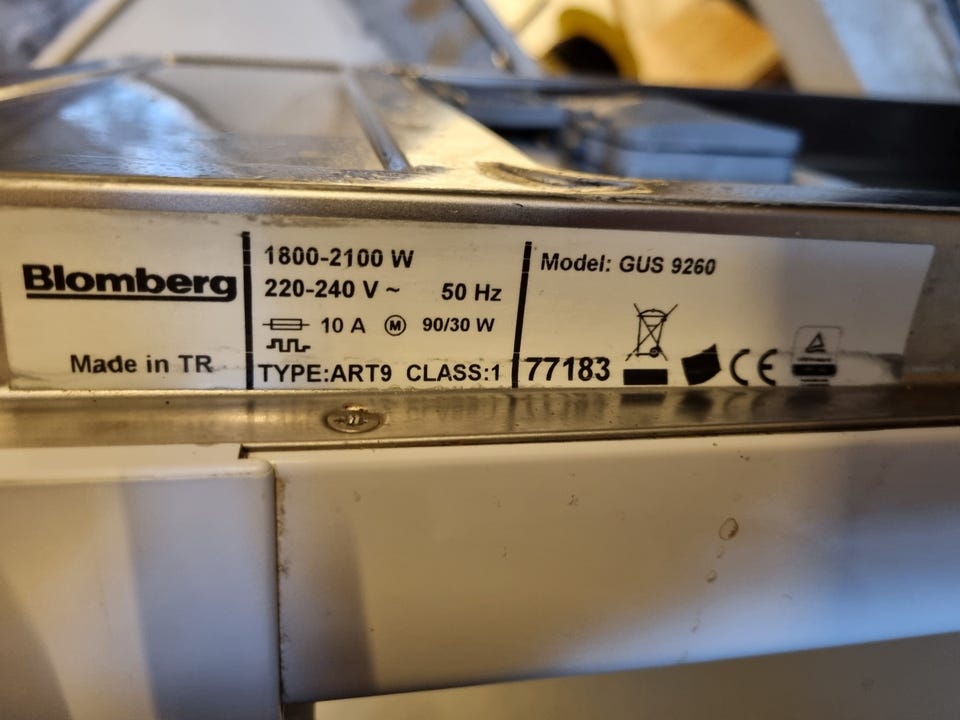 Blomberg
Made in TR
1800-2100 W
220-240 V ~ 50 Hz
10 A M 90/30 W
TYPE:ART9 CLASS:1
Model: GUS 9260
77183
CE